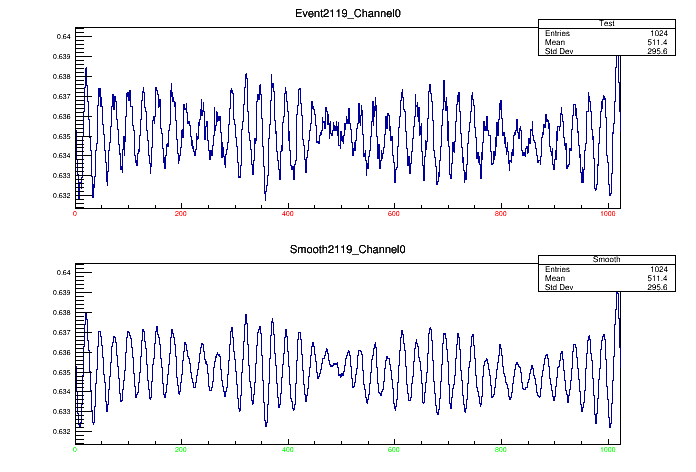 Event2119_Channel0
Test
Entries 1024
Mean 511.4
Std Dev 295.6
0.64
0.639
0.638
0.637
0.636
0.635
0.634
0.633
0.632
0 200 400 600 800 1000
Smooth2119_Channel0
Smooth
Entries 1024
Mean 511.4
Std Dev 295.6
0.64
0.639
0.638
0.637
0.636
0.635
0.634
0.633
0.632
0 200 400 600 800 1000